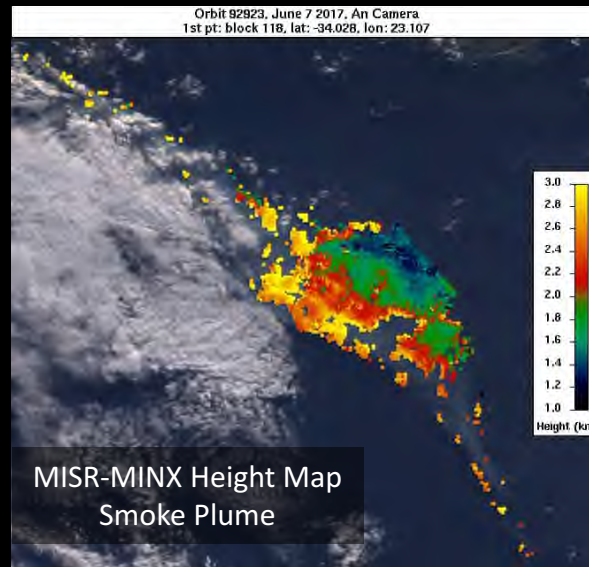 Orbit 92923, June 7 2017, An Camera
1st pt: block 118, lat: -34.028, lon: 23.107
3.0
2.8
2.6
2.4
2.2
2.0
1.8
1.6
1.4
1.2
1.0
Height (km
MISR-MINX Height Map
Smoke Plume